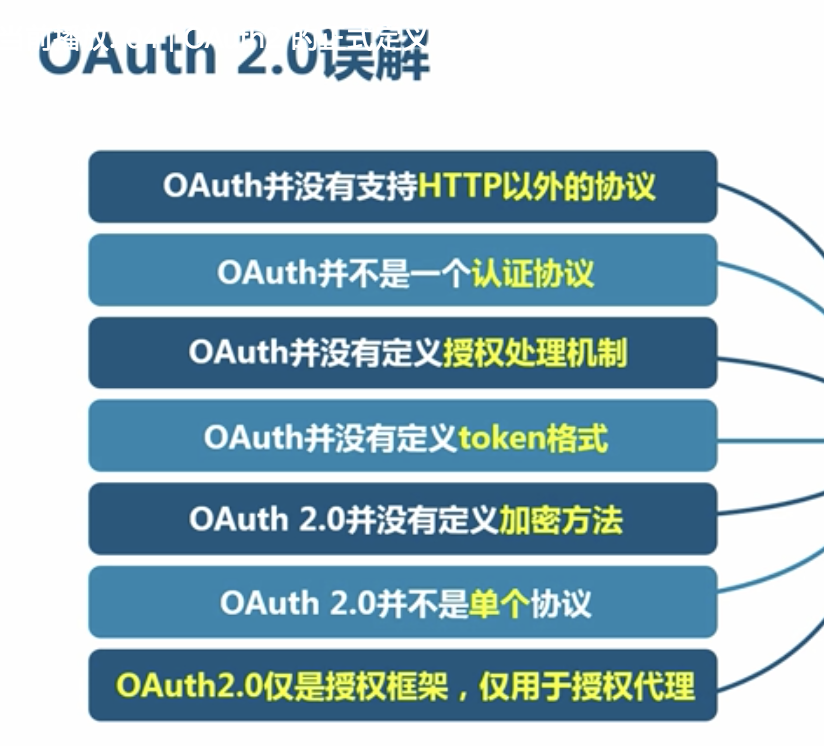 OAuth 2.0误解
OAuth并没有支持HTTP以外的协议
OAuth并不是一个认证协议
OAuth并没有定义授权处理机制
OAuth并没有定义token格式
OAuth 2.0并没有定义加密方法
OAuth 2.0并不是单个协议
OAuth2.0仅是授权框架，仅用于授权代理